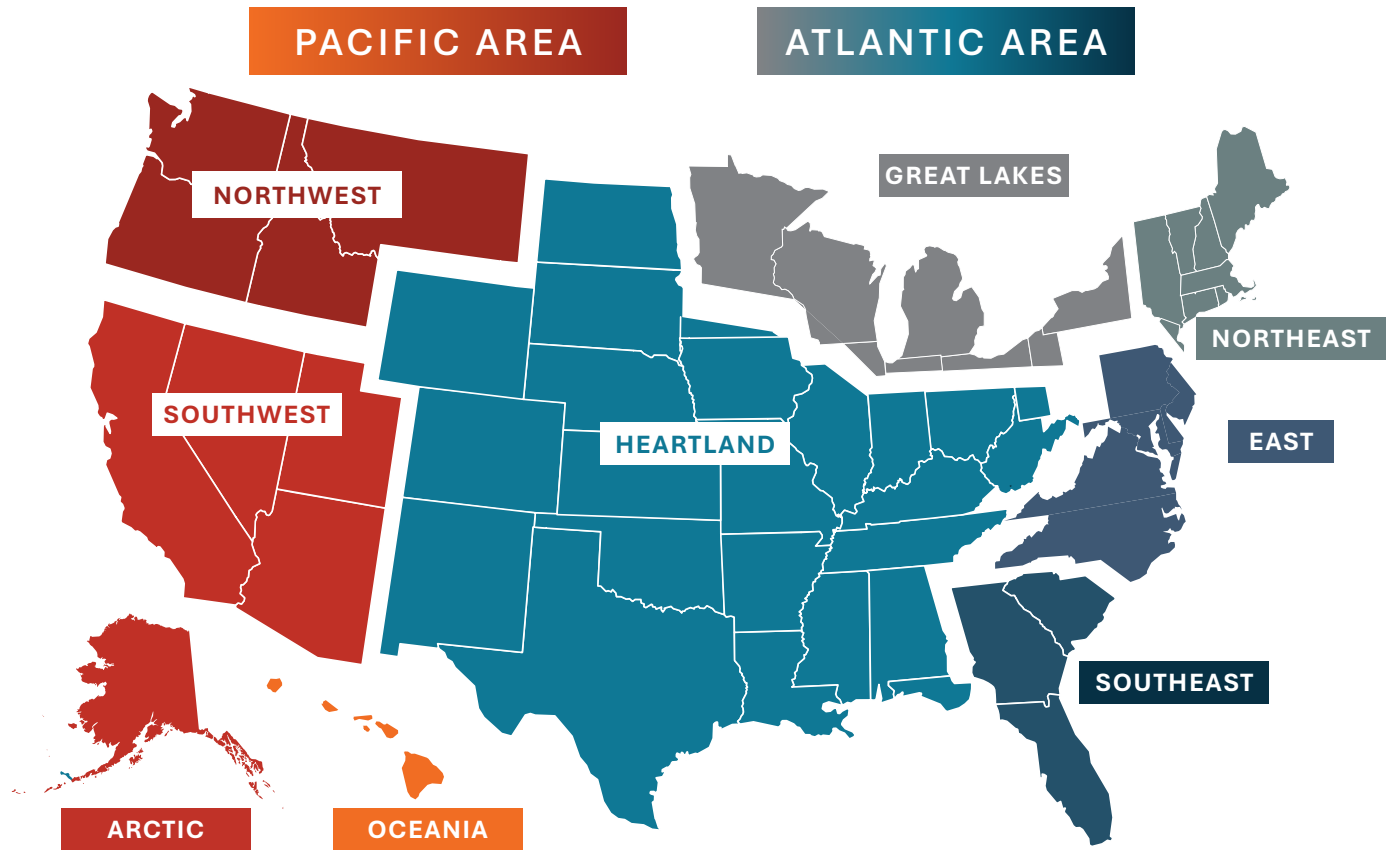 PACIFIC AREA
ATLANTIC AREA
GREAT LAKES
NORTHWEST
NORTHEAST
SOUTHWEST
HEARTLAND
EAST
SOUTHEAST
ARCTIC
OCEANIA